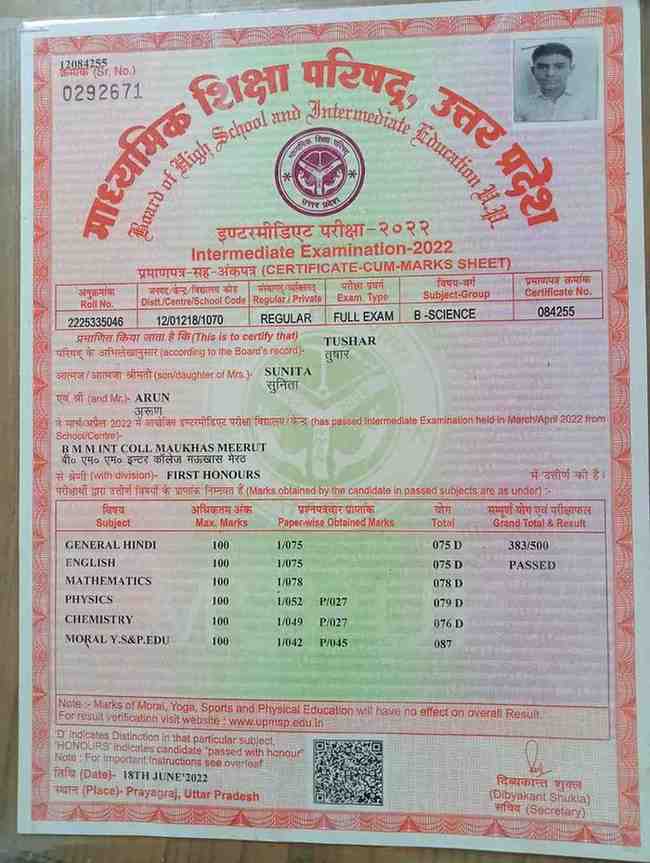 12084255
क्रमांक (Sr. No.)
0292671
माध्यमिक शिक्षा परिषद्, उत्तर प्रदेश
Board of High School and Intermediate Education U.P.
माध्यमिक शिक्षा परिषद
उत्तर प्रदेश
इण्टरमीडिएट परीक्षा-२०२२
Intermediate Examination-2022
प्रमाणपत्र-सह-अंकपत्र (CERTIFICATE-CUM-MARKS SHEET)
अनुक्रमांक जनपद/केन्द्र/विद्यालय कोड संस्थागत/व्यक्तिगत परीक्षा प्रवर्ग विषय-वर्ग प्रमाणपत्र क्रमांक
Roll No. Distt./Centre/School Code Regular / Private Exam. Type Subject-Group Certificate No.
2225335046 12/01218/1070 REGULAR FULL EXAM B -SCIENCE 084255
प्रमाणित किया जाता है कि(This is to certify that) TUSHAR
परिषद् के अभिलेखानुसार (according to the Board's record)- तुषार
आत्मज/आत्मजा श्रीमती (son/daughter of Mrs.)- SUNITA
सुनिता
एवं श्री (and Mr.)- ARUN
अरूण
ने मार्च/अप्रैल 2022 में आयोजित इण्टरमीडिएट परीक्षा विद्यालय/केन्द्र (has passed Intermediate Examination held in March/April 2022 from
School/Centre)-
B M M INT COLL MAUKHAS MEERUT
बी० एम० एम० इन्टर कॉलेज मऊखास मेरठ
से श्रेणी (with division)- FIRST HONOURS में उत्तीर्ण की है।
परीक्षार्थी द्वारा उत्तीर्ण विषयों के प्राप्तांक निम्नवत हैं (Marks obtained by the candidate in passed subjects are as under) :-
विषय अधिकतम अंक प्रश्नपत्रवार प्राप्तांक योग सम्पूर्ण योग एवं परीक्षाफल
Subject Max. Marks Paper-wise Obtained Marks Total Grand Total & Result
GENERAL HINDI 100 1/075 075 D 383/500
ENGLISH 100 1/075 075 D PASSED
MATHEMATICS 100 1/078 078 D
PHYSICS 100 1/052 P/027 079 D
CHEMISTRY 100 1/049 P/027 076 D
MORAL Y.S&P.EDU 100 1/042 P/045 087
Note :- Marks of Moral, Yoga, Sports and Physical Education will have no effect on overall Result.
For result verification visit website : www.upmsp.edu.in
'D' Indicates Distinction in that particular subject,
'HONOURS' indicates candidate "passed with honour"
Note : For Important Instructions see overleaf
तिथि (Date)- 18TH JUNE'2022
स्थान (Place)- Prayagraj, Uttar Pradesh
दिब्यकान्त शुक्ल
(Dibyakant Shukla)
सचिव (Secretary)